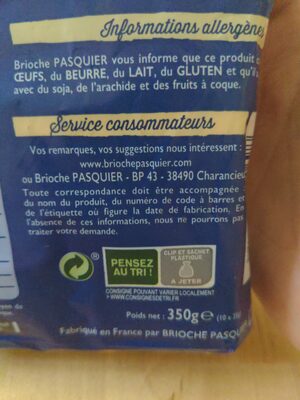 Informations allergènes
Brioche PASQUIER vous informe que ce produit
ŒUFS, du BEURRE, du LAIT, du GLUTEN et qu'il
avec du soja, de l'arachide et des fruits à coque.
Service consommateurs
Vos remarques, vos suggestions nous intéressent :
www.briochepasquier.com
ou Brioche PASQUIER - BP 43 - 38490 Charancieu
Toute correspondance doit être accompagnée
du nom du produit, du numéro de code à barres et
de l'étiquette où figure la date de fabrication. En
l'absence de ces informations, nous ne pourrons pas
traiter votre demande.
PENSEZ
AU TRI !
CLIP ET SACHET
PLASTIQUE
À JETER
CONSIGNE POUVANT VARIER LOCALEMENT
> WWW.CONSIGNESDETRI.FR
Poids net : 350g e (10 x 35
Fabriqué en France par BRIOCHE PASQU